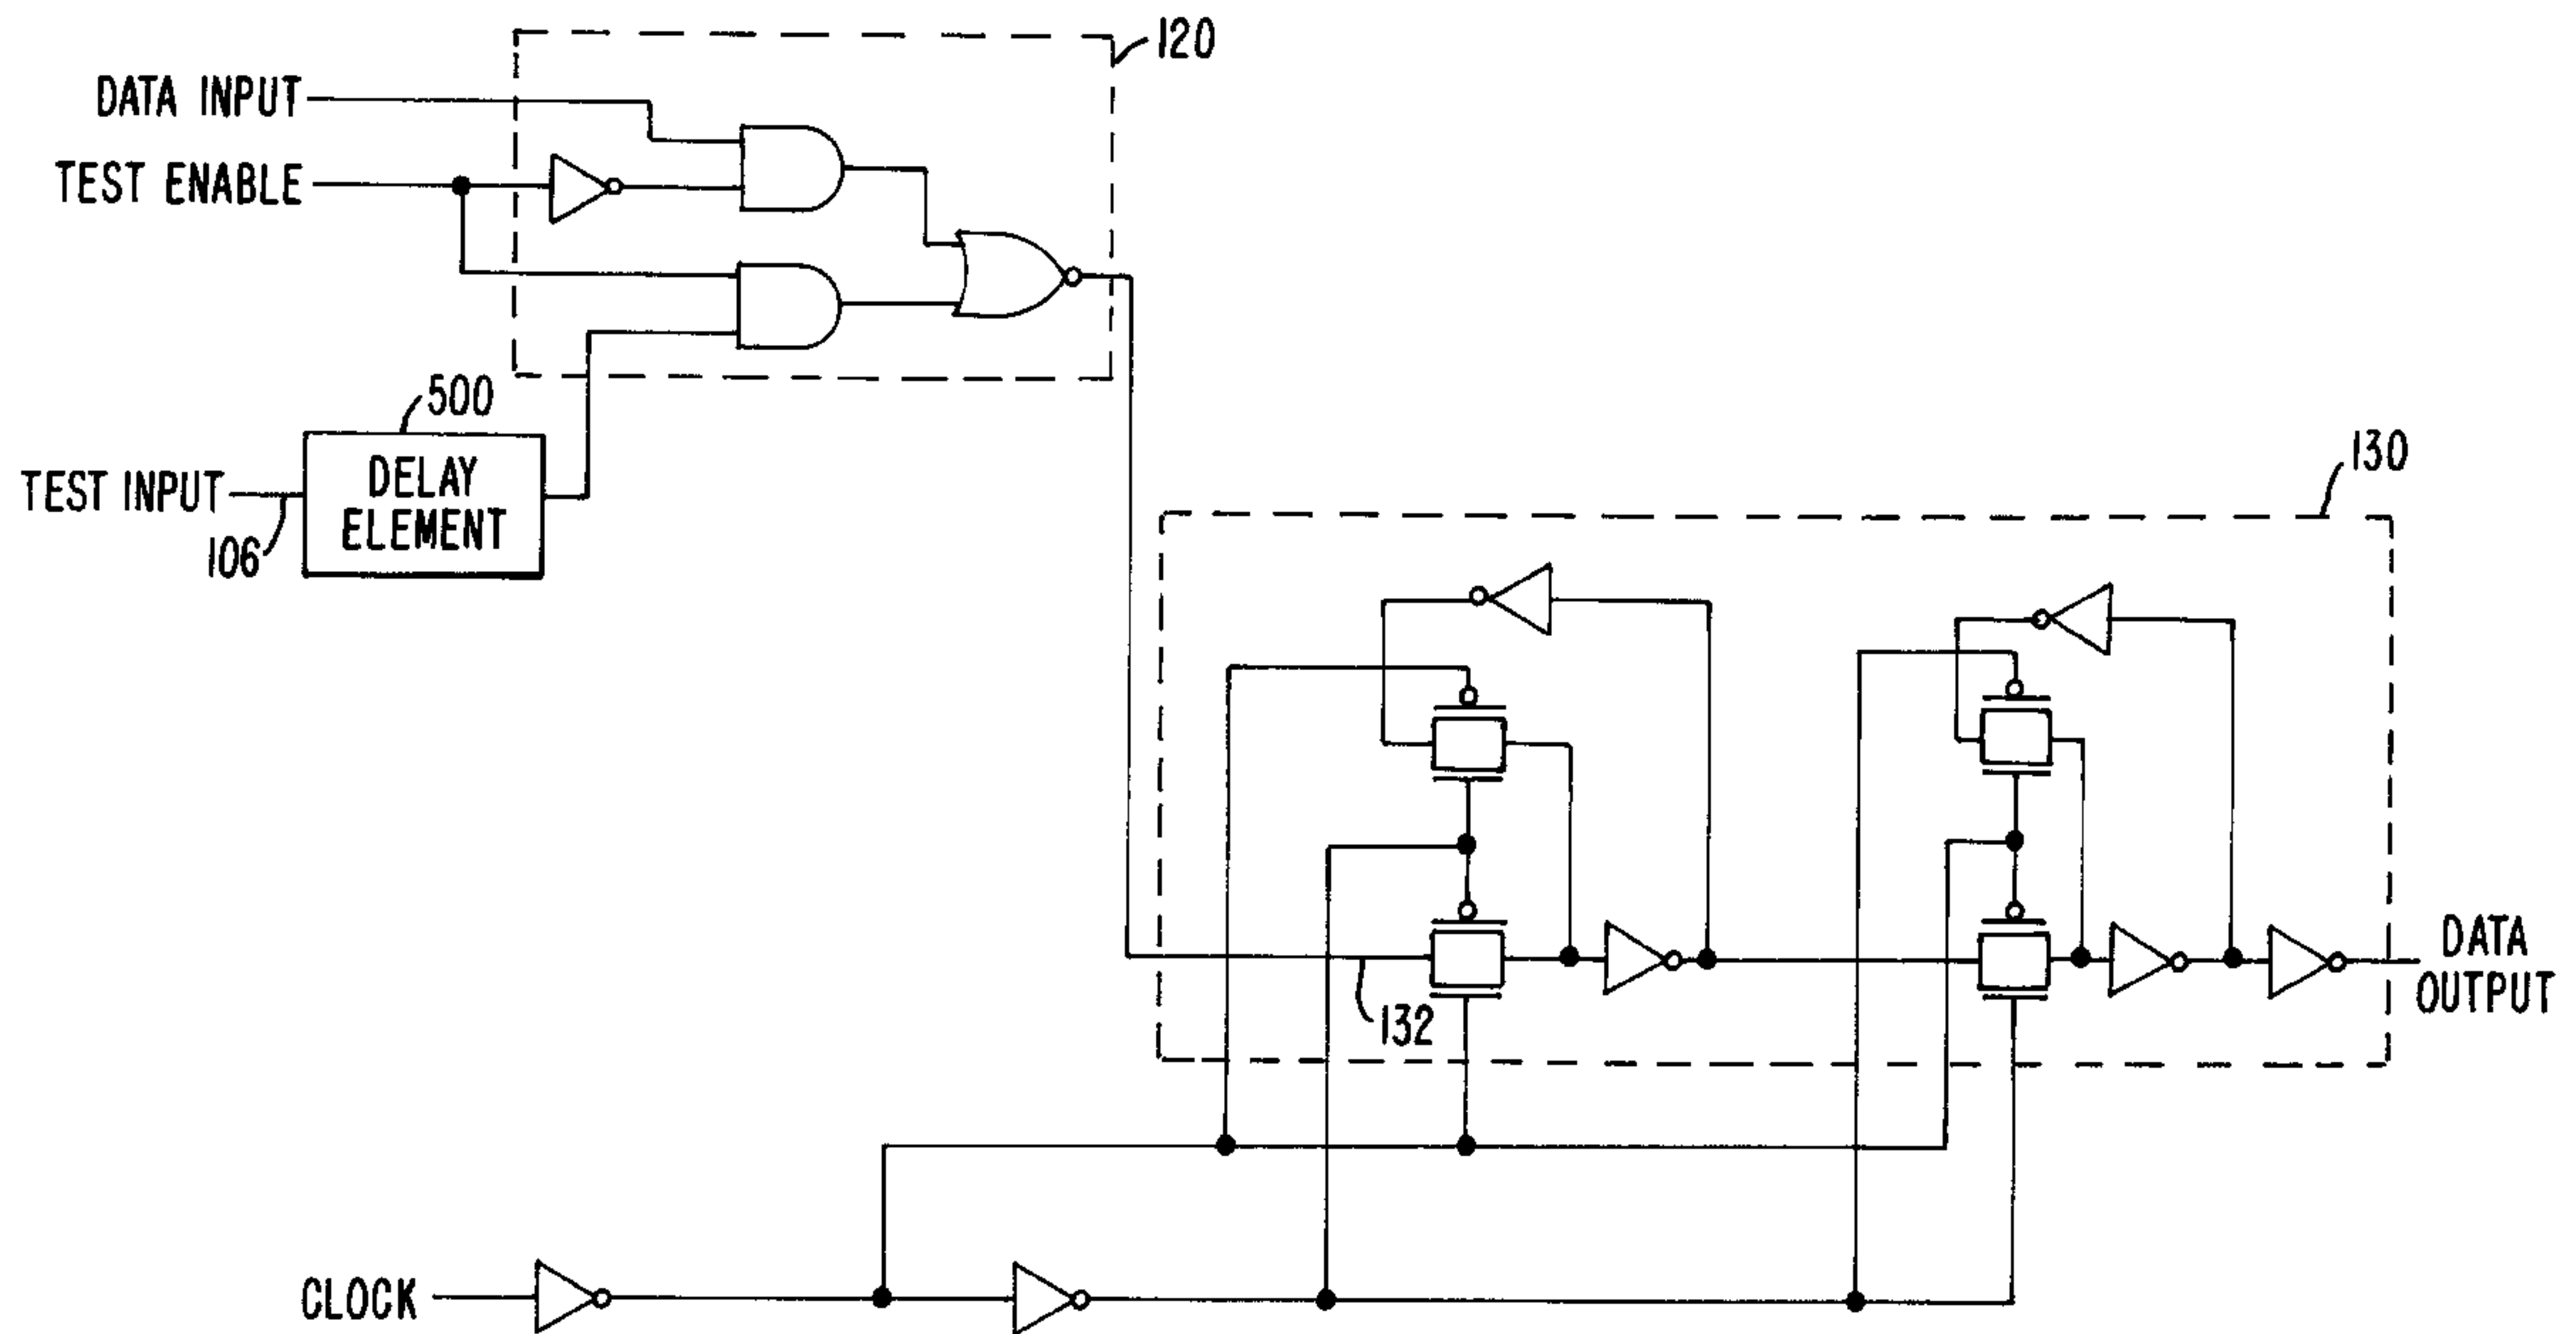 120
DATA INPUT
TEST ENABLE
500
DELAY
ELEMENT
TEST INPUT
106
130
132
DATA
OUTPUT
CLOCK